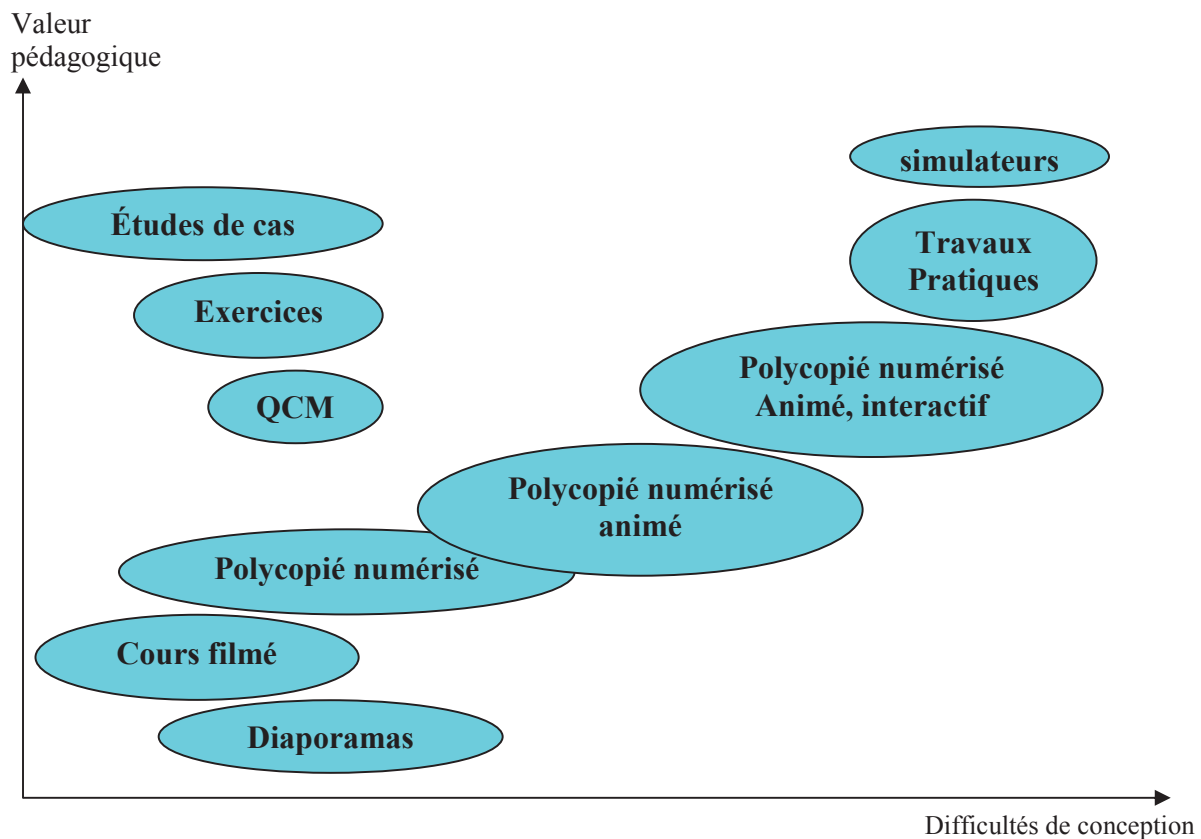 Valeur
pédagogique
simulateurs
Études de cas
Travaux
Pratiques
Exercices
Polycopié numérisé
Animé, interactif
QCM
Polycopié numérisé
animé
Polycopié numérisé
Cours filmé
Diaporamas
Difficultés de conception